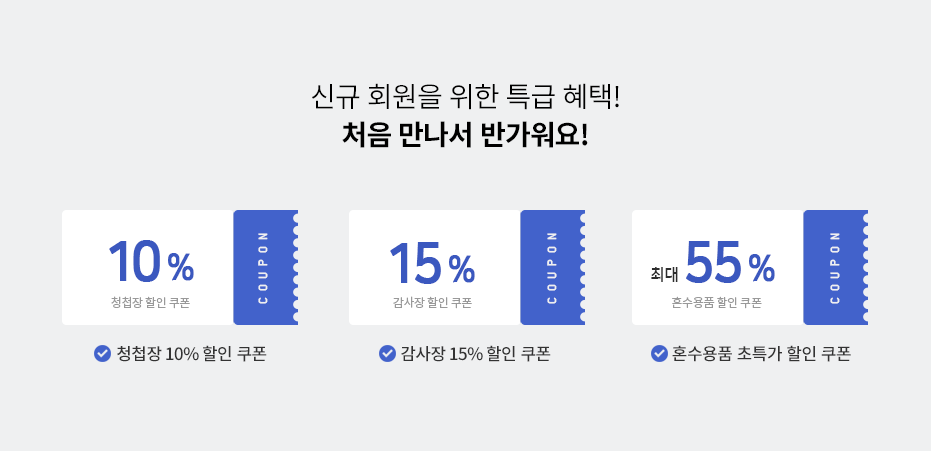 신규 회원을 위한 특급 혜택!
처음 만나서 반가워요!
10%
청첩장 할인 쿠폰
COUPON
청첩장 10% 할인 쿠폰
15%
감사장 할인 쿠폰
COUPON
감사장 15% 할인 쿠폰
최대 55%
혼수용품 할인 쿠폰
COUPON
혼수용품 초특가 할인 쿠폰